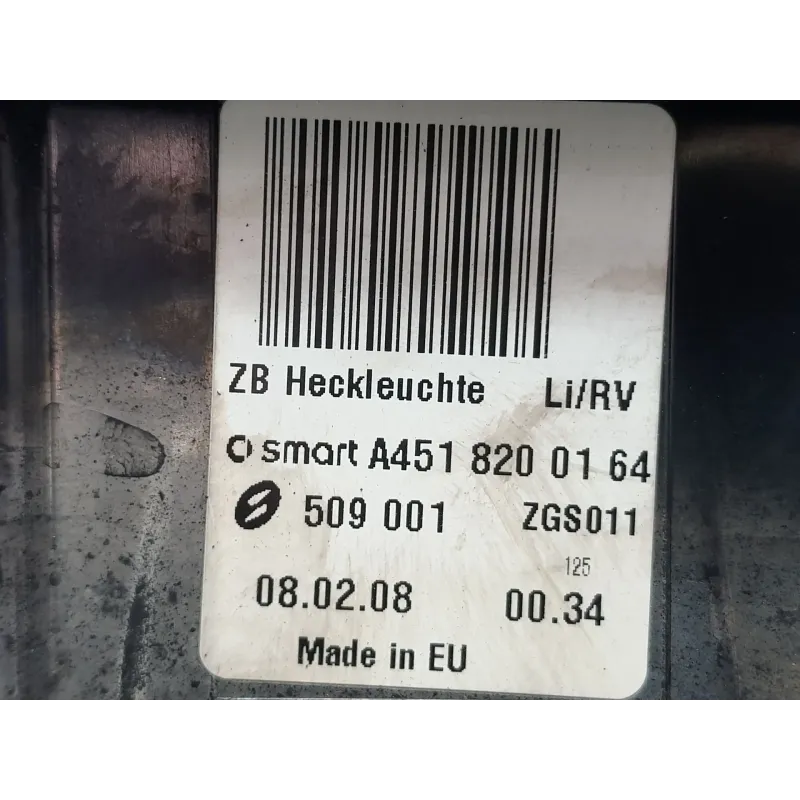 ZB Heckleuchte Li/RV
smart A451 820 01 64
509 001 ZGS011
125
08.02.08 00.34
Made in EU